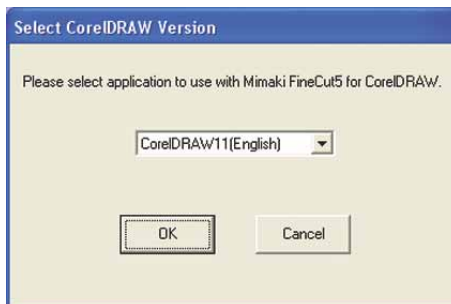 Select CorelDRAW Version
Please select application to use with Mimaki FineCut5 for CorelDRAW.
CorelDRAW11(English)
OK Cancel